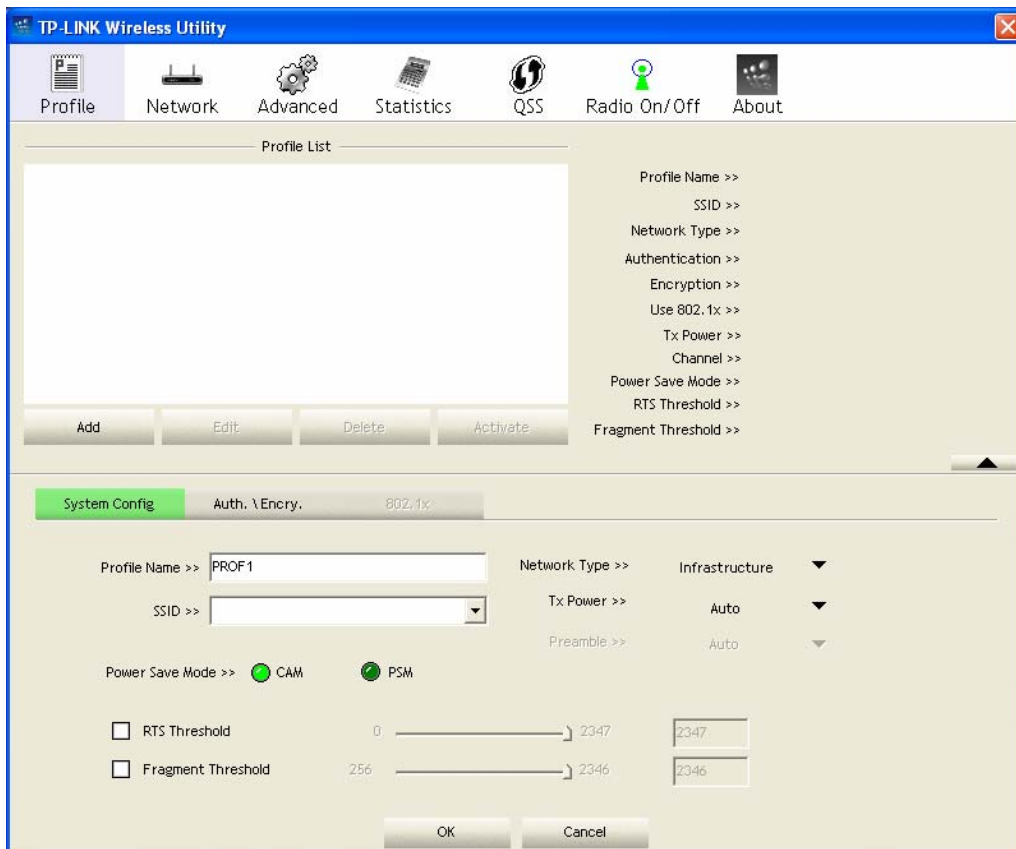 TP-LINK Wireless Utility
Profile Network Advanced Statistics QSS Radio On/Off About
Profile List
Profile Name >>
SSID >>
Network Type >>
Authentication >>
Encryption >>
Use 802.1x >>
Tx Power >>
Channel >>
Power Save Mode >>
RTS Threshold >>
Fragment Threshold >>
Add Edit Delete Activate
System Config Auth. \ Encry. 802.1x
Profile Name >> PROF1 Network Type >> Infrastructure
SSID >> Tx Power >> Auto
Preamble >> Auto
Power Save Mode >> CAM PSM
RTS Threshold 0 2347 2347
Fragment Threshold 256 2346 2346
OK Cancel